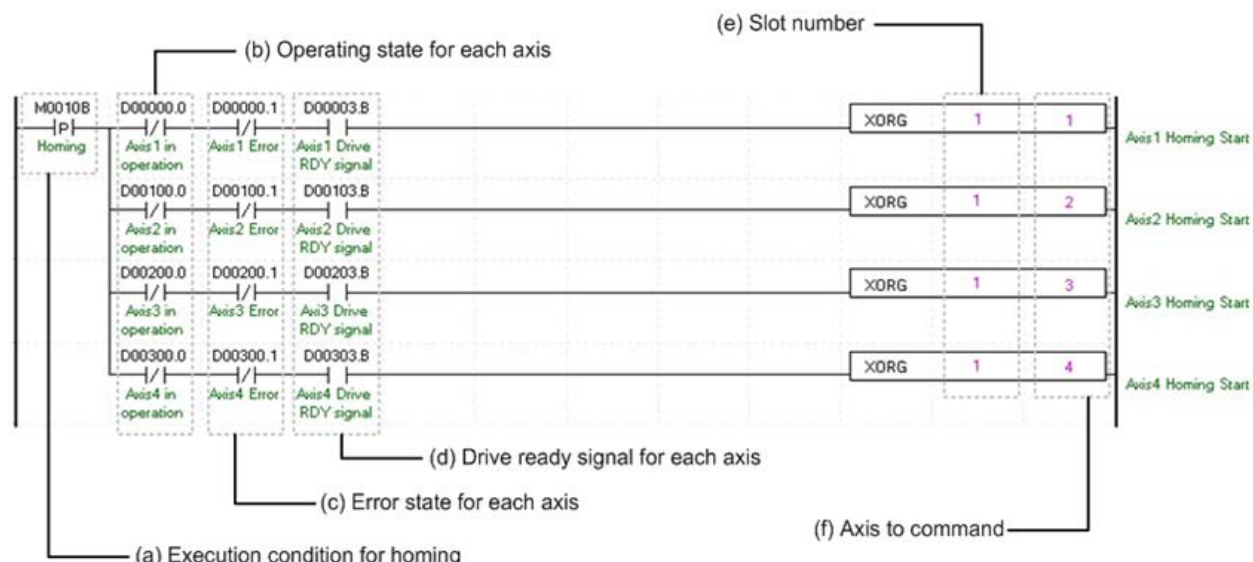 (e) Slot number
(b) Operating state for each axis
M0010B D00000.0 D00000.1 D00003.B
P XORG 1 1
Homing Axis1 in Axis1 Error Axis1 Drive Axis1 Homing Start
operation RDY signal
D00100.0 D00100.1 D00103.B
XORG 1 2
Axis2 in Axis2 Error Axis2 Drive Axis2 Homing Start
operation RDY signal
D00200.0 D00200.1 D00203.B
XORG 1 3
Axis3 in Axis3 Error Axi3 Drive Axis3 Homing Start
operation RDY signal
D00300.0 D00300.1 D00303.B
XORG 1 4
Axis4 in Axis4 Error Axis4 Drive Axis4 Homing Start
operation RDY signal
(d) Drive ready signal for each axis
(c) Error state for each axis
(f) Axis to command
(a) Execution condition for homing